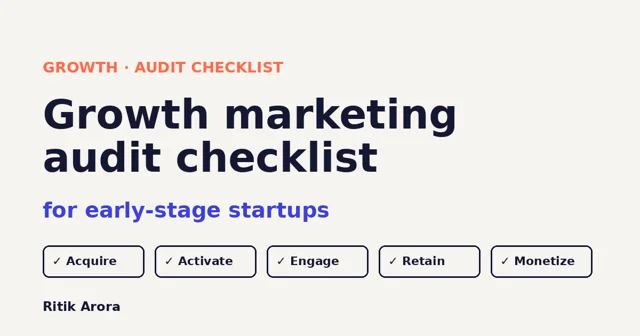 GROWTH · AUDIT CHECKLIST
Growth marketing
audit checklist
for early-stage startups
✓ Acquire ✓ Activate ✓ Engage ✓ Retain ✓ Monetize
Ritik Arora